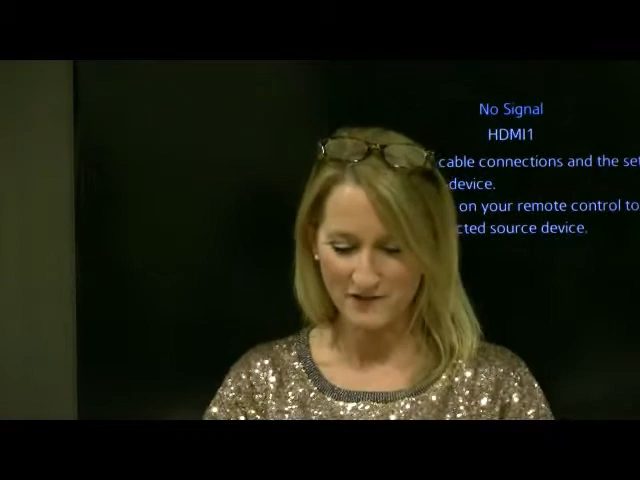 No Signal
HDMI1
cable connections and the set
device.
on your remote control to
cted source device.